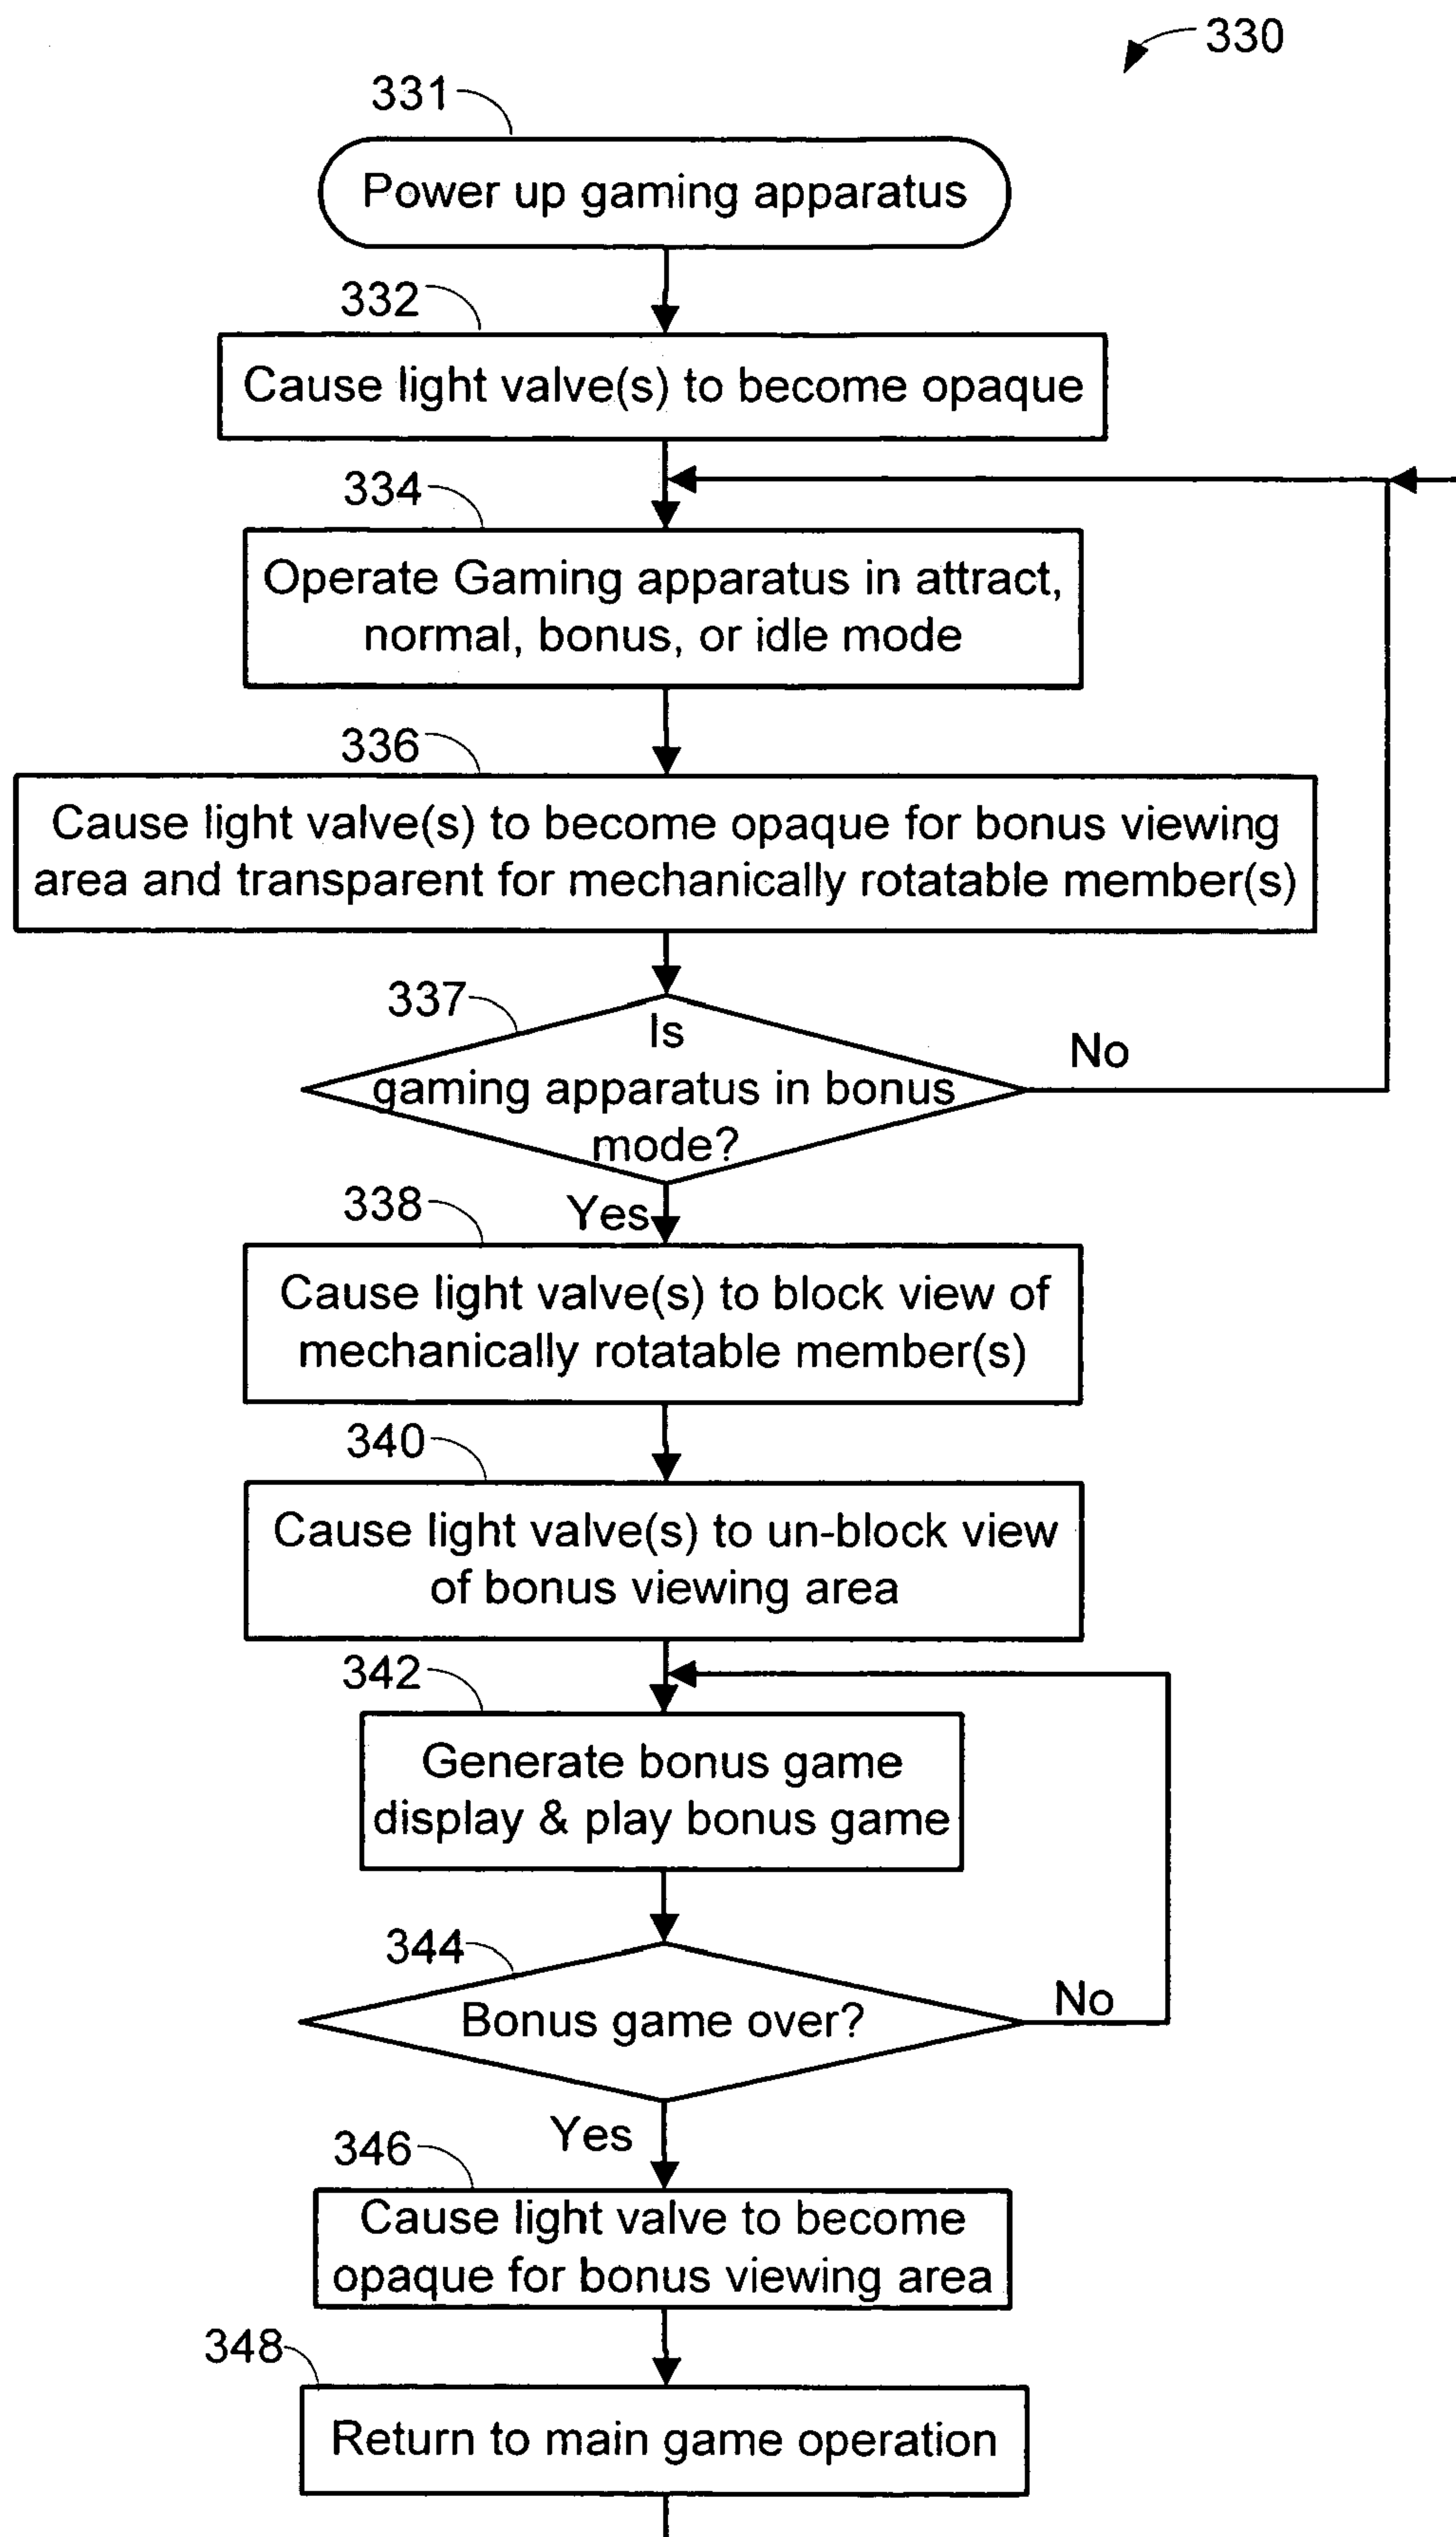 330
331
Power up gaming apparatus
332
Cause light valve(s) to become opaque
334
Operate Gaming apparatus in attract,
normal, bonus, or idle mode
336
Cause light valve(s) to become opaque for bonus viewing
area and transparent for mechanically rotatable member(s)
337
Is
gaming apparatus in bonus
mode?
No
Yes
338
Cause light valve(s) to block view of
mechanically rotatable member(s)
340
Cause light valve(s) to un-block view
of bonus viewing area
342
Generate bonus game
display & play bonus game
344
Bonus game over?
No
Yes
346
Cause light valve to become
opaque for bonus viewing area
348
Return to main game operation